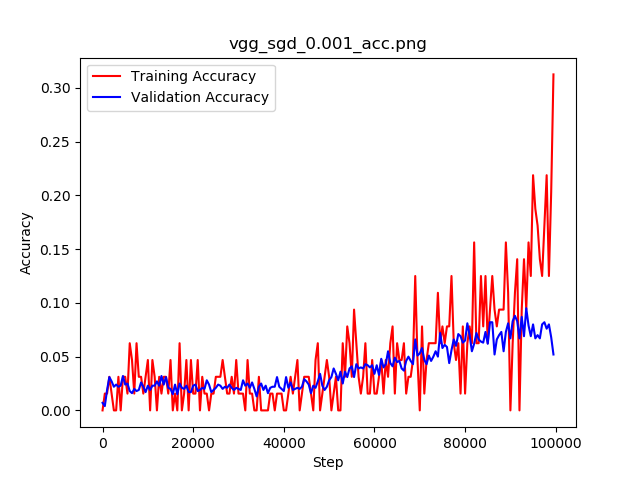 vgg_sgd_0.001_acc.png
Training Accuracy
Validation Accuracy
0.30
0.25
0.20
0.15
0.10
0.05
0.00
Accuracy
0
20000
40000
60000
80000
100000
Step